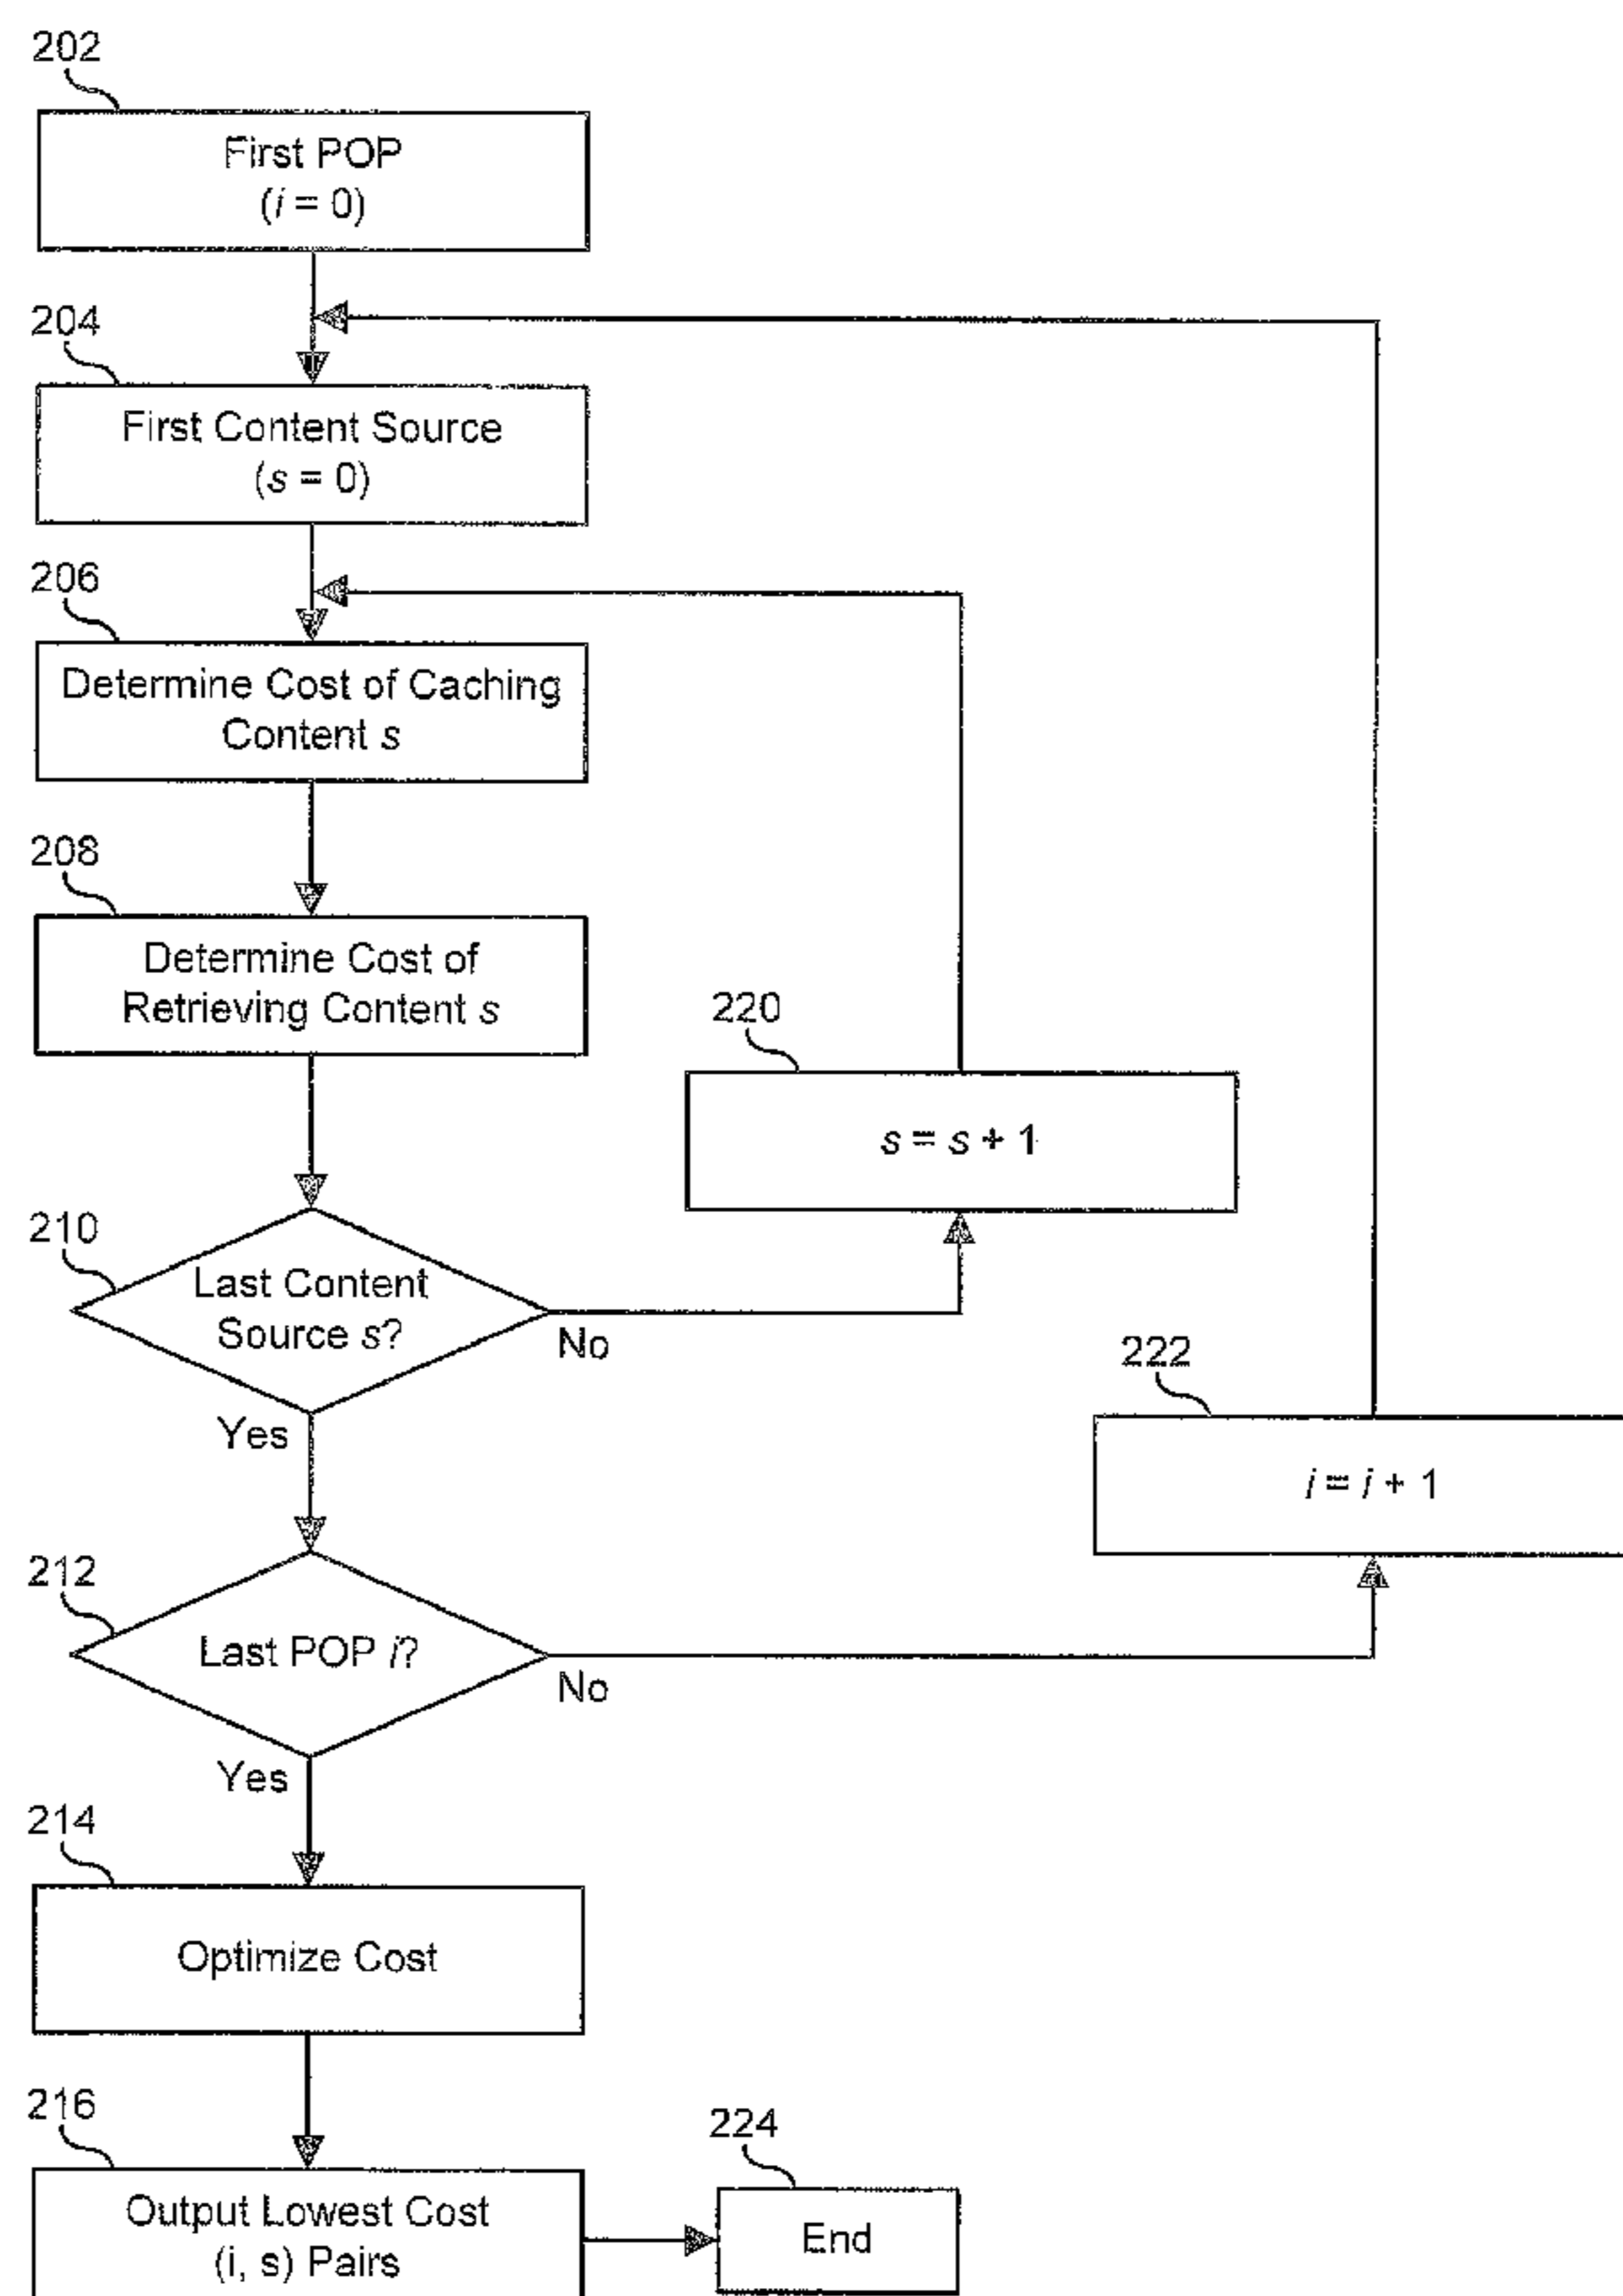 202
First POP
(i = 0)
204
First Content Source
(s = 0)
206
Determine Cost of Caching
Content s
208
Determine Cost of
Retrieving Content s
220
s = s + 1
210
Last Content
Source s?
No
Yes
222
i = i + 1
212
Last POP i?
No
Yes
214
Optimize Cost
216
Output Lowest Cost
(i, s) Pairs
224
End